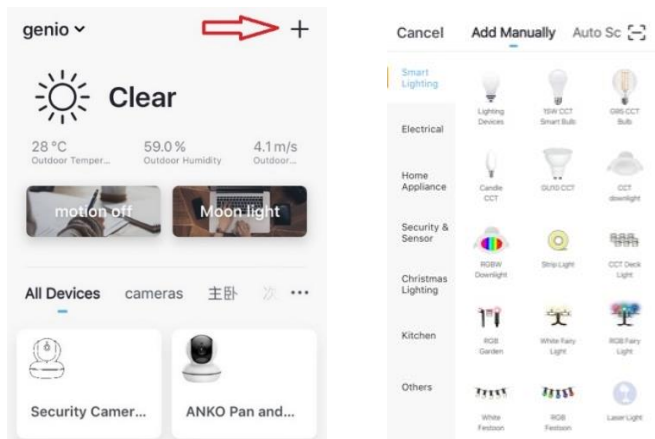 genio
Clear
28 °C
59.0 %
4.1 m/s
Outdoor Temper...
Outdoor Humidity
Outdoor...
motion off
Moon light
All Devices
cameras
主卧
次
...
Security Camer...
ANKO Pan and...
Cancel
Add Manually
Auto Sc
Smart
Lighting
Electrical
Home
Appliance
Security &
Sensor
Christmas
Lighting
Kitchen
Others
Lighting
Devices
15W CCT
Smart Bulb
G95 CCT
Bulb
Candle
CCT
GU10 CCT
CCT
downlight
RGBW
Downlight
Strip Light
CCT Deck
Light
RGB
Garden
White Fairy
Light
RGB Fairy
Light
White
Festoon
RGB
Festoon
Laser Light